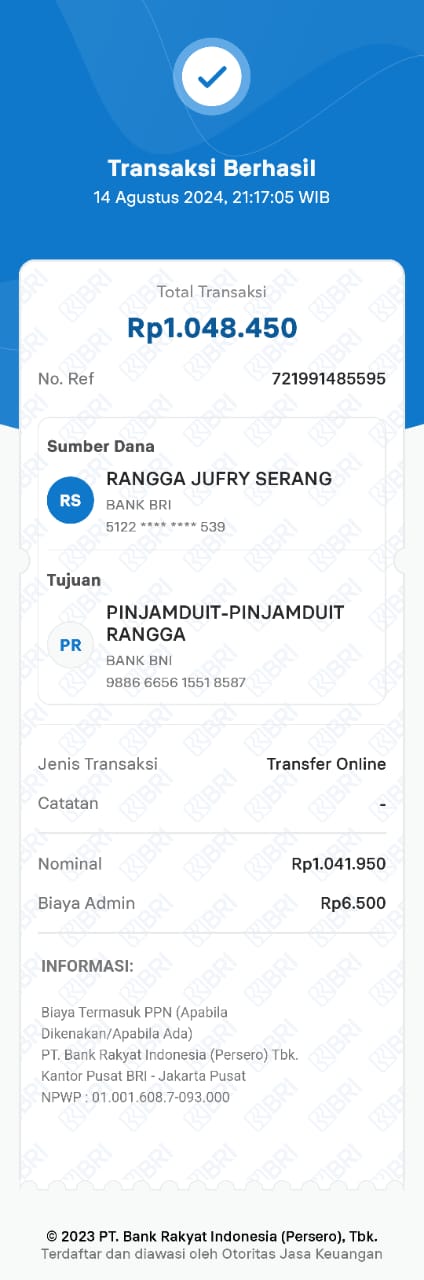 Transaksi Berhasil
14 Agustus 2024, 21:17:05 WIB
Total Transaksi
Rp1.048.450
No. Ref 721991485595
Sumber Dana
RS
RANGGA JUFRY SERANG
BANK BRI
5122 **** **** 539
Tujuan
PR
PINJAMDUIT-PINJAMDUIT
RANGGA
BANK BNI
9886 6656 1551 8587
Jenis Transaksi Transfer Online
Catatan -
Nominal Rp1.041.950
Biaya Admin Rp6.500
INFORMASI:
Biaya Termasuk PPN (Apabila
Dikenakan/Apabila Ada)
PT. Bank Rakyat Indonesia (Persero) Tbk.
Kantor Pusat BRI - Jakarta Pusat
NPWP : 01.001.608.7-093.000
© 2023 PT. Bank Rakyat Indonesia (Persero), Tbk.
Terdaftar dan diawasi oleh Otoritas Jasa Keuangan